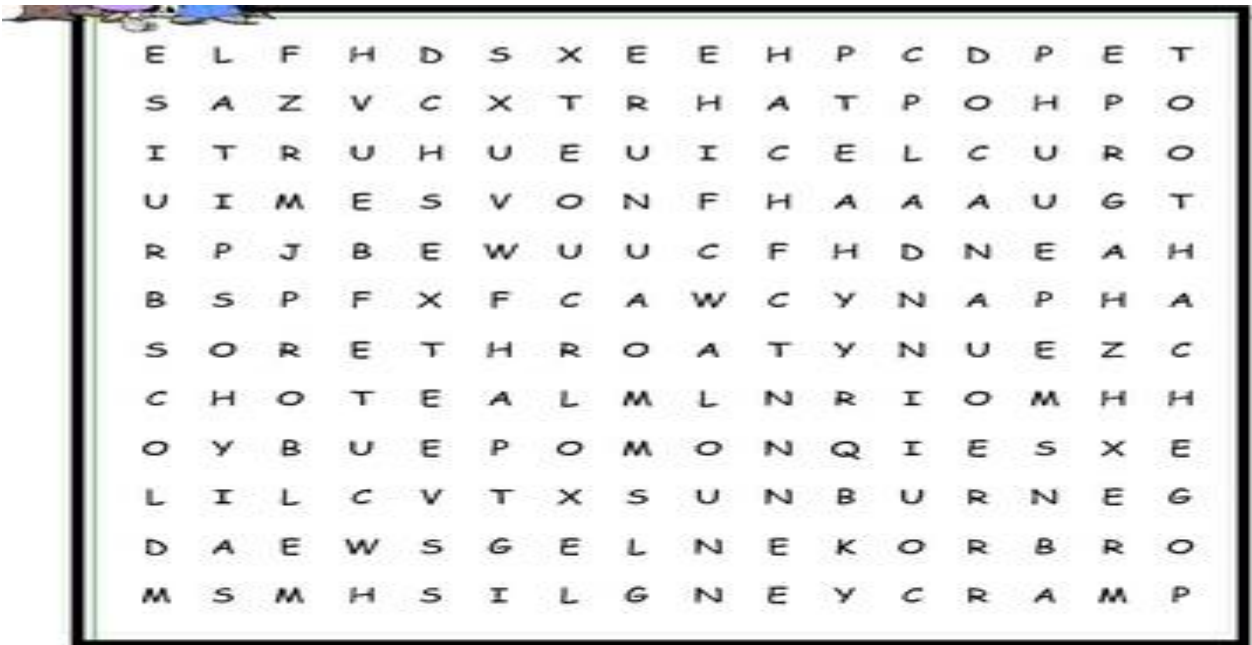 E L F H D S X E E H P C D P E T
S A Z V C X T R H A T P O H P O
I T R U H U E U I C E L C U R O
U I M E S V O N F H A A A U G T
R P J B E W U U C F H D N E A H
B S P F X F C A W C Y N A P H A
S O R E T H R O A T Y N U E Z C
C H O T E A L M L N R I O M H H
O Y B U E P O M O N Q I E S X E
L I L C V T X S U N B U R N E G
D A E W S G E L N E K O R B R O
M S M H S I L G N E Y C R A M P